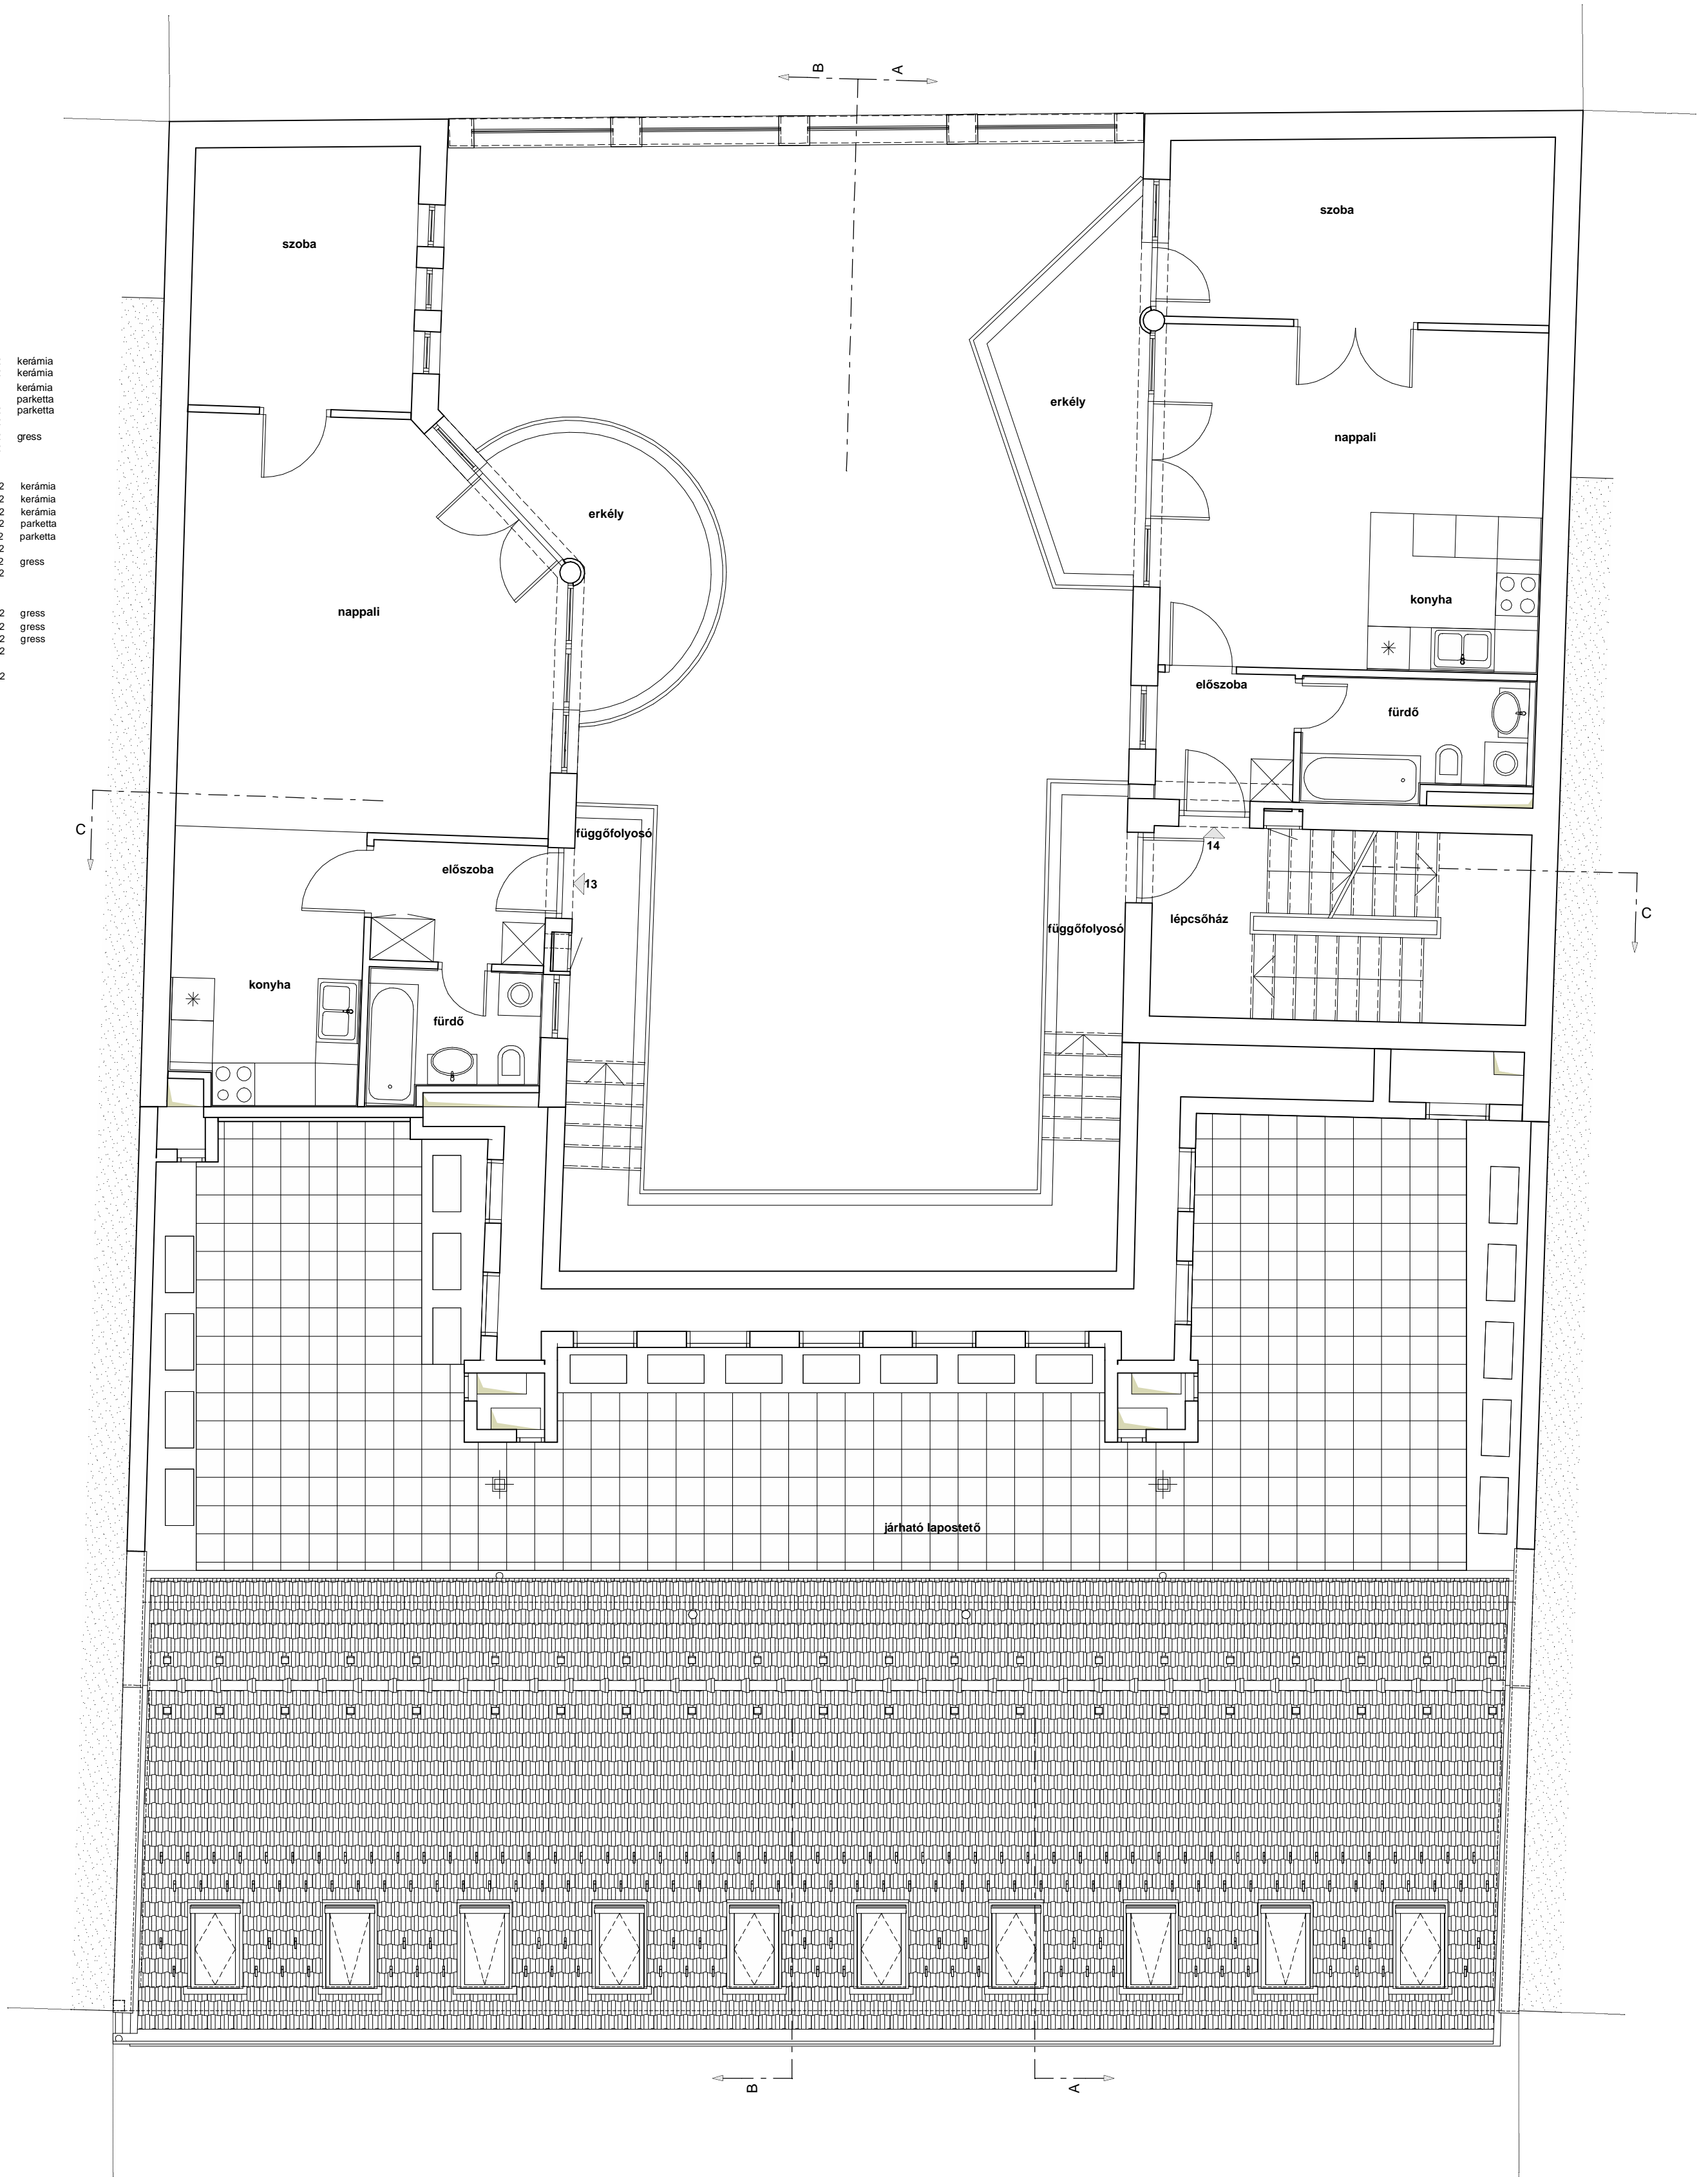 B
A
szoba
szoba
kerámia
kerámia
kerámia
parketta
parketta
gress
2 kerámia
2 kerámia
2 kerámia
2 parketta
2 parketta
2
2 gress
2
2 gress
2 gress
2 gress
2
2
erkély
nappali
erkély
konyha
nappali
előszoba
fürdő
C
függőfolyosó
14
előszoba
13
C
lépcsőház
függőfolyosó
konyha
fürdő
járható lapostető
B
A